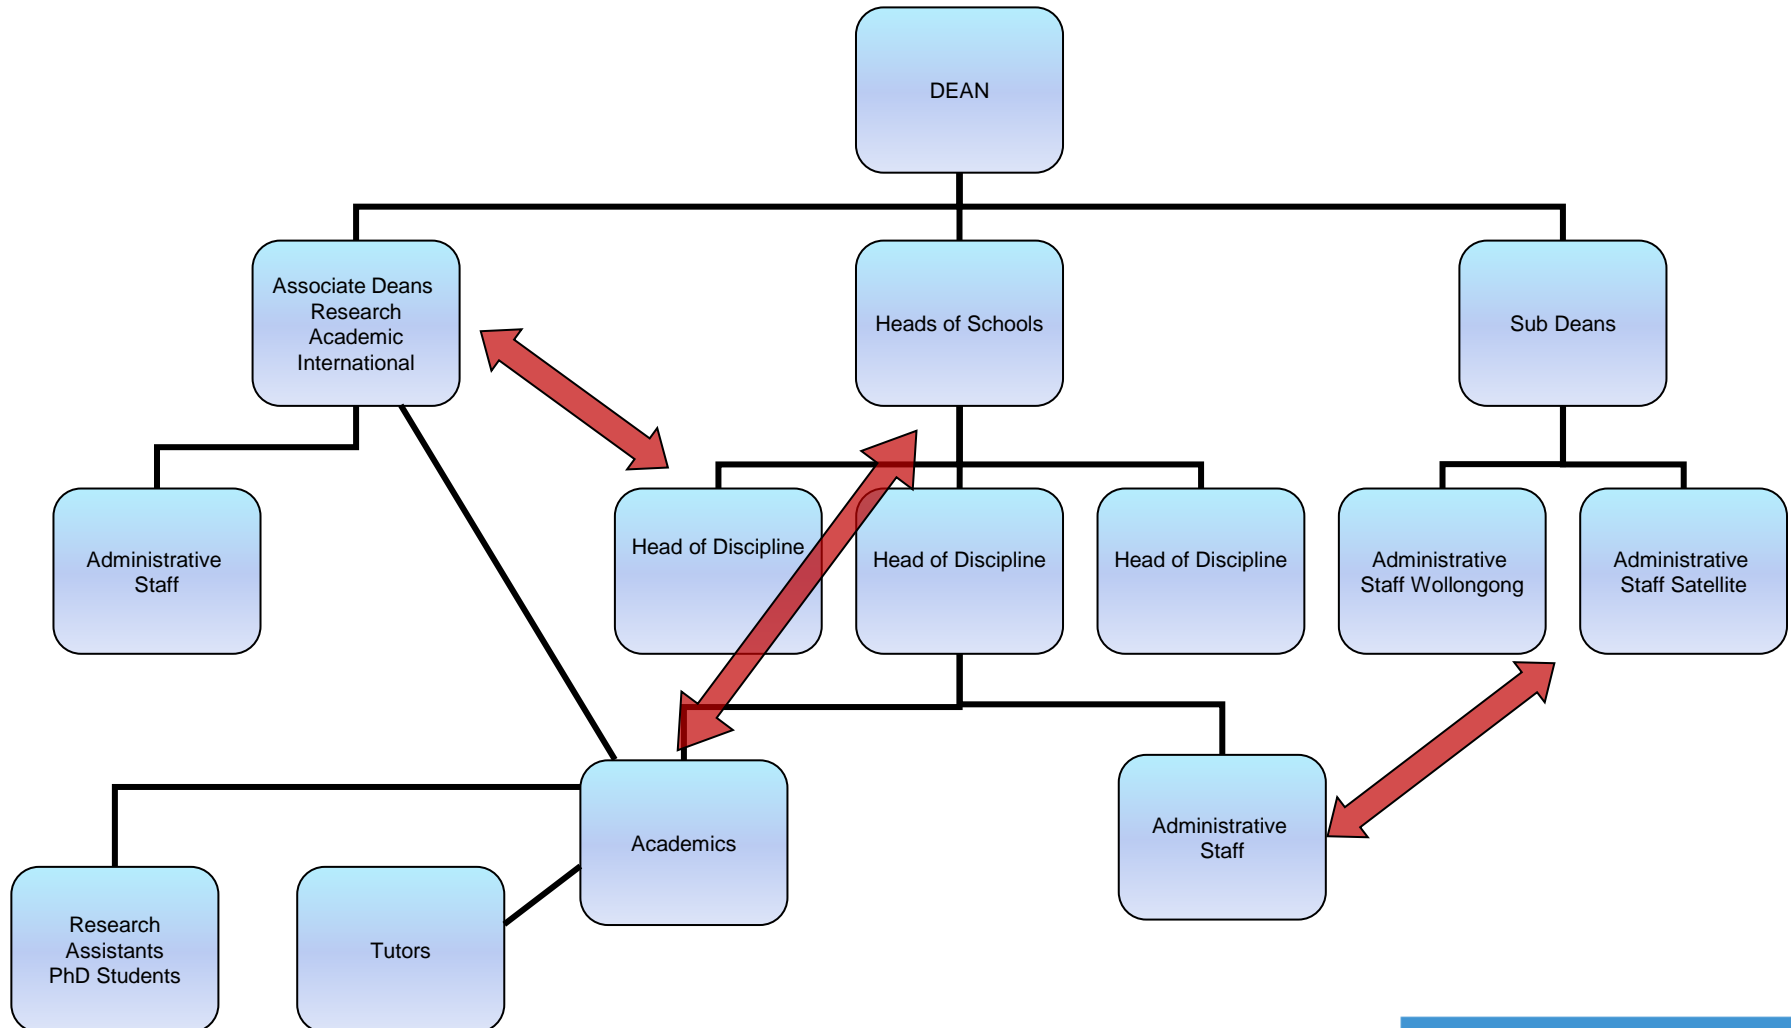 DEAN
Associate Deans
Research
Academic
International
Heads of Schools
Sub Deans
Administrative
Staff
Head of Discipline
Head of Discipline
Head of Discipline
Administrative
Staff Wollongong
Administrative
Staff Satellite
Academics
Administrative
Staff
Research
Assistants
PhD Students
Tutors